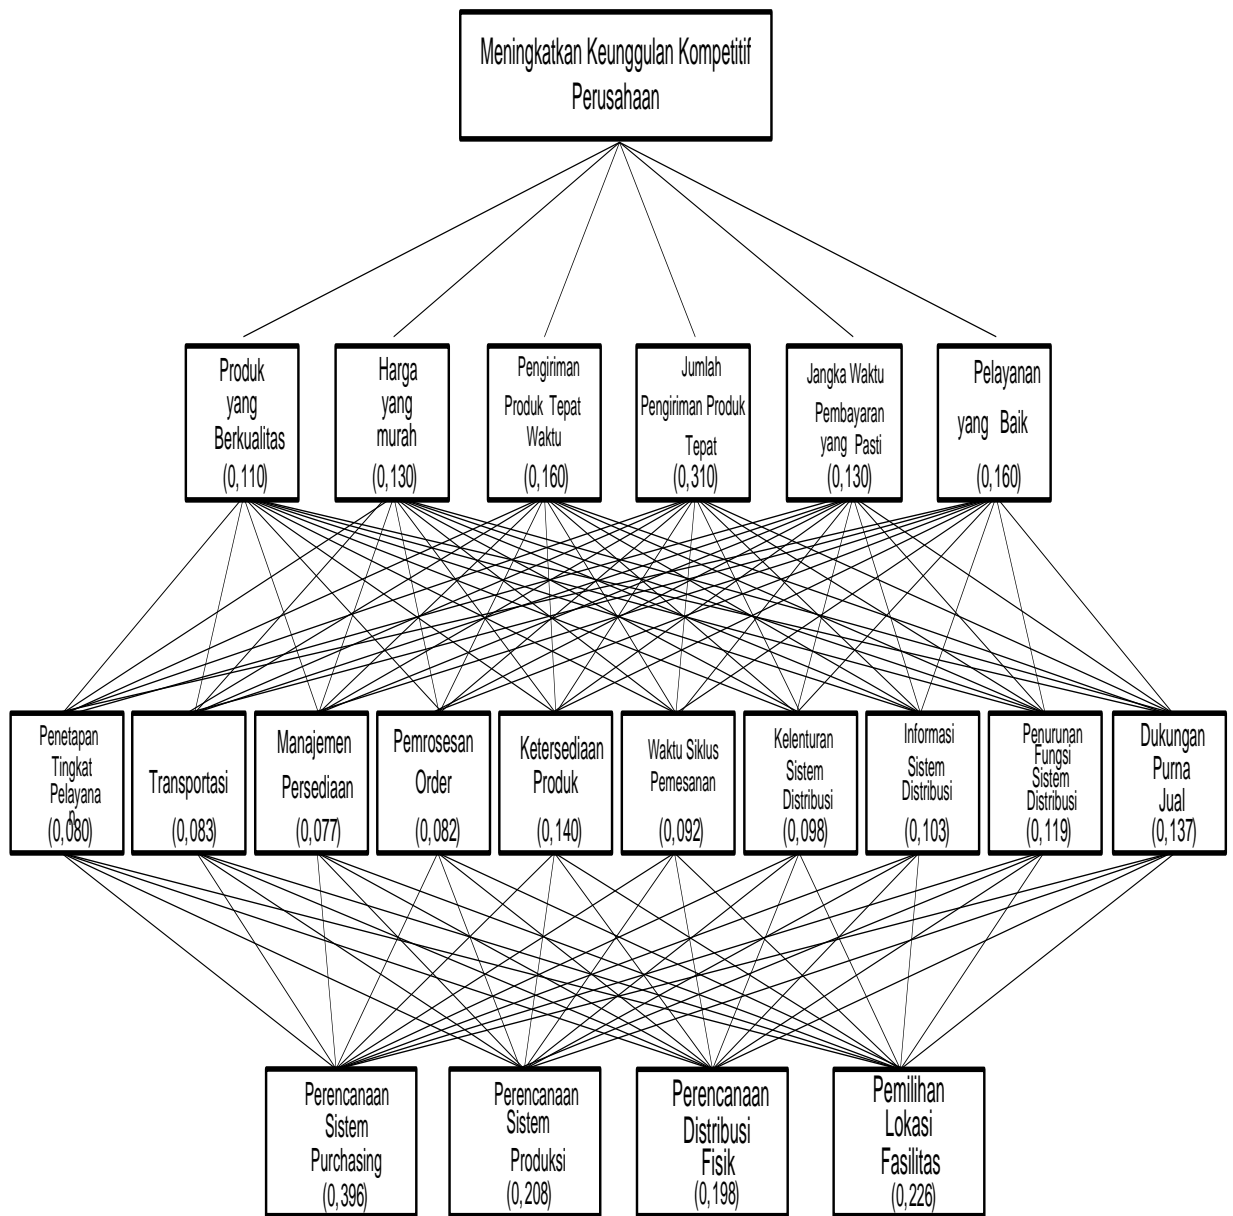 Meningkatkan Keunggulan Kompetitif
Perusahaan
Produk
yang
Berkualitas
(0,110)
Harga
yang
murah
(0,130)
Pengiriman
Produk Tepat
Waktu
(0,160)
Jumlah
Pengiriman Produk
Tepat
(0,310)
Jangka Waktu
Pembayaran
yang Pasti
(0,130)
Pelayanan
yang Baik
(0,160)
Penetapan
Tingkat
Pelayana
n
(0,080)
Transportasi
(0,083)
Manajemen
Persediaan
(0,077)
Pemrosesan
Order
(0,082)
Ketersediaan
Produk
(0,140)
Waktu Siklus
Pemesanan
(0,092)
Kelenturan
Sistem
Distribusi
(0,098)
Informasi
Sistem
Distribusi
(0,103)
Penurunan
Fungsi
Sistem
Distribusi
(0,119)
Dukungan
Purna
Jual
(0,137)
Perencanaan
Sistem
Purchasing
(0,396)
Perencanaan
Sistem
Produksi
(0,208)
Perencanaan
Distribusi
Fisik
(0,198)
Pemilihan
Lokasi
Fasilitas
(0,226)